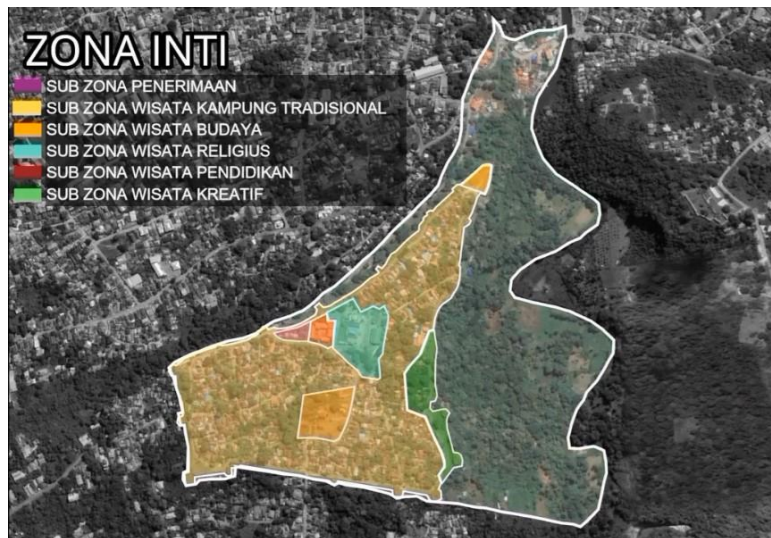 ZONA INTI
SUB ZONA PENERIMAAN
SUB ZONA WISATA KAMPUNG TRADISIONAL
SUB ZONA WISATA BUDAYA
SUB ZONA WISATA RELIGIUS
SUB ZONA WISATA PENDIDIKAN
SUB ZONA WISATA KREATIF